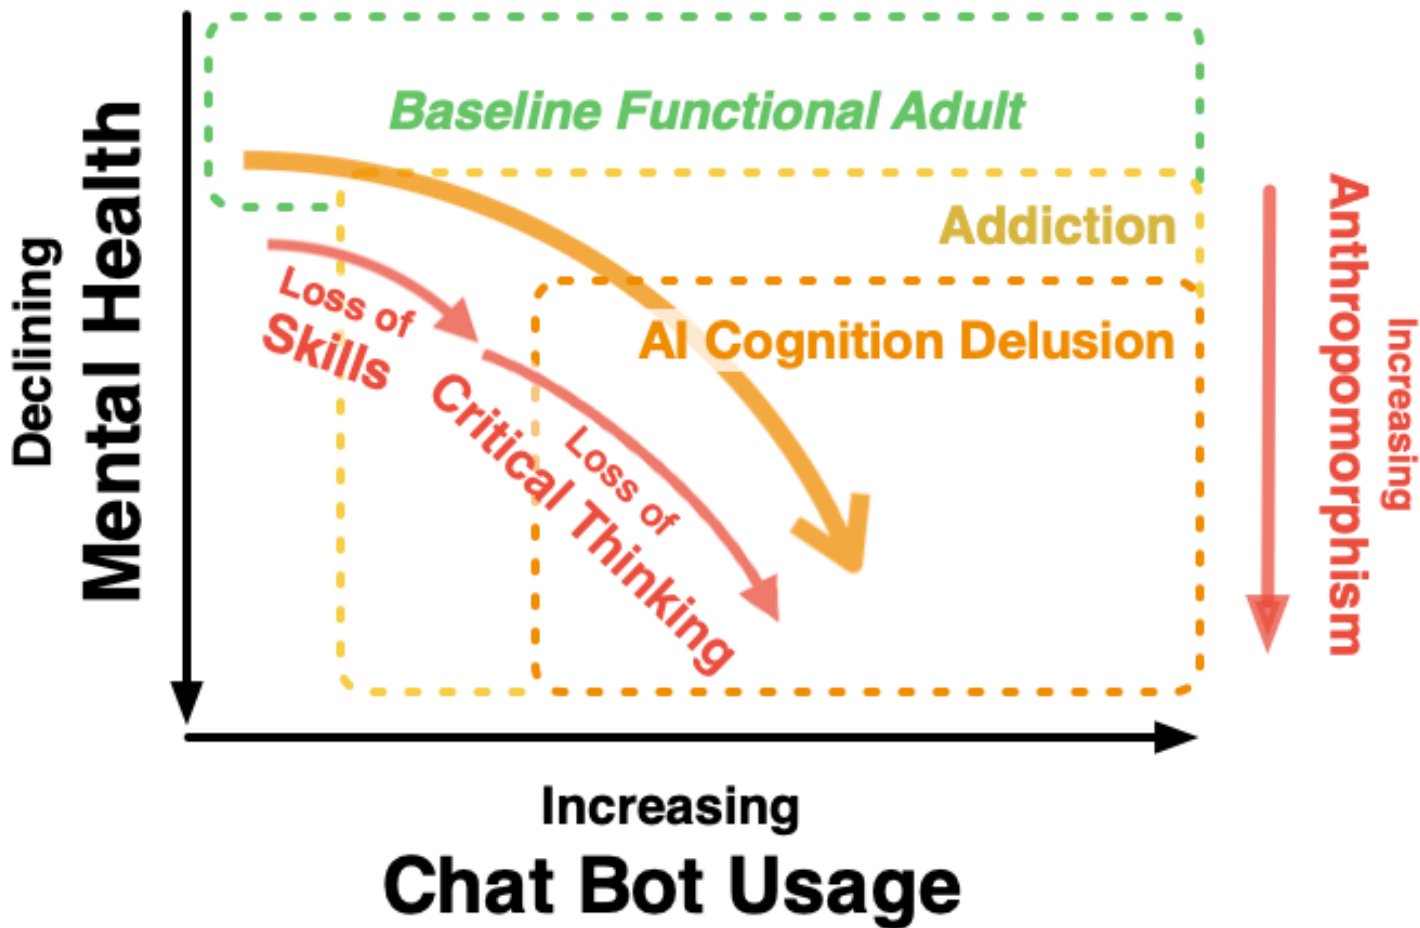 Baseline Functional Adult
Addiction
AI Cognition Delusion
Loss of
Skills
Loss of
Critical Thinking
Declining
Mental Health
Increasing
Anthropomorphism
Increasing
Chat Bot Usage